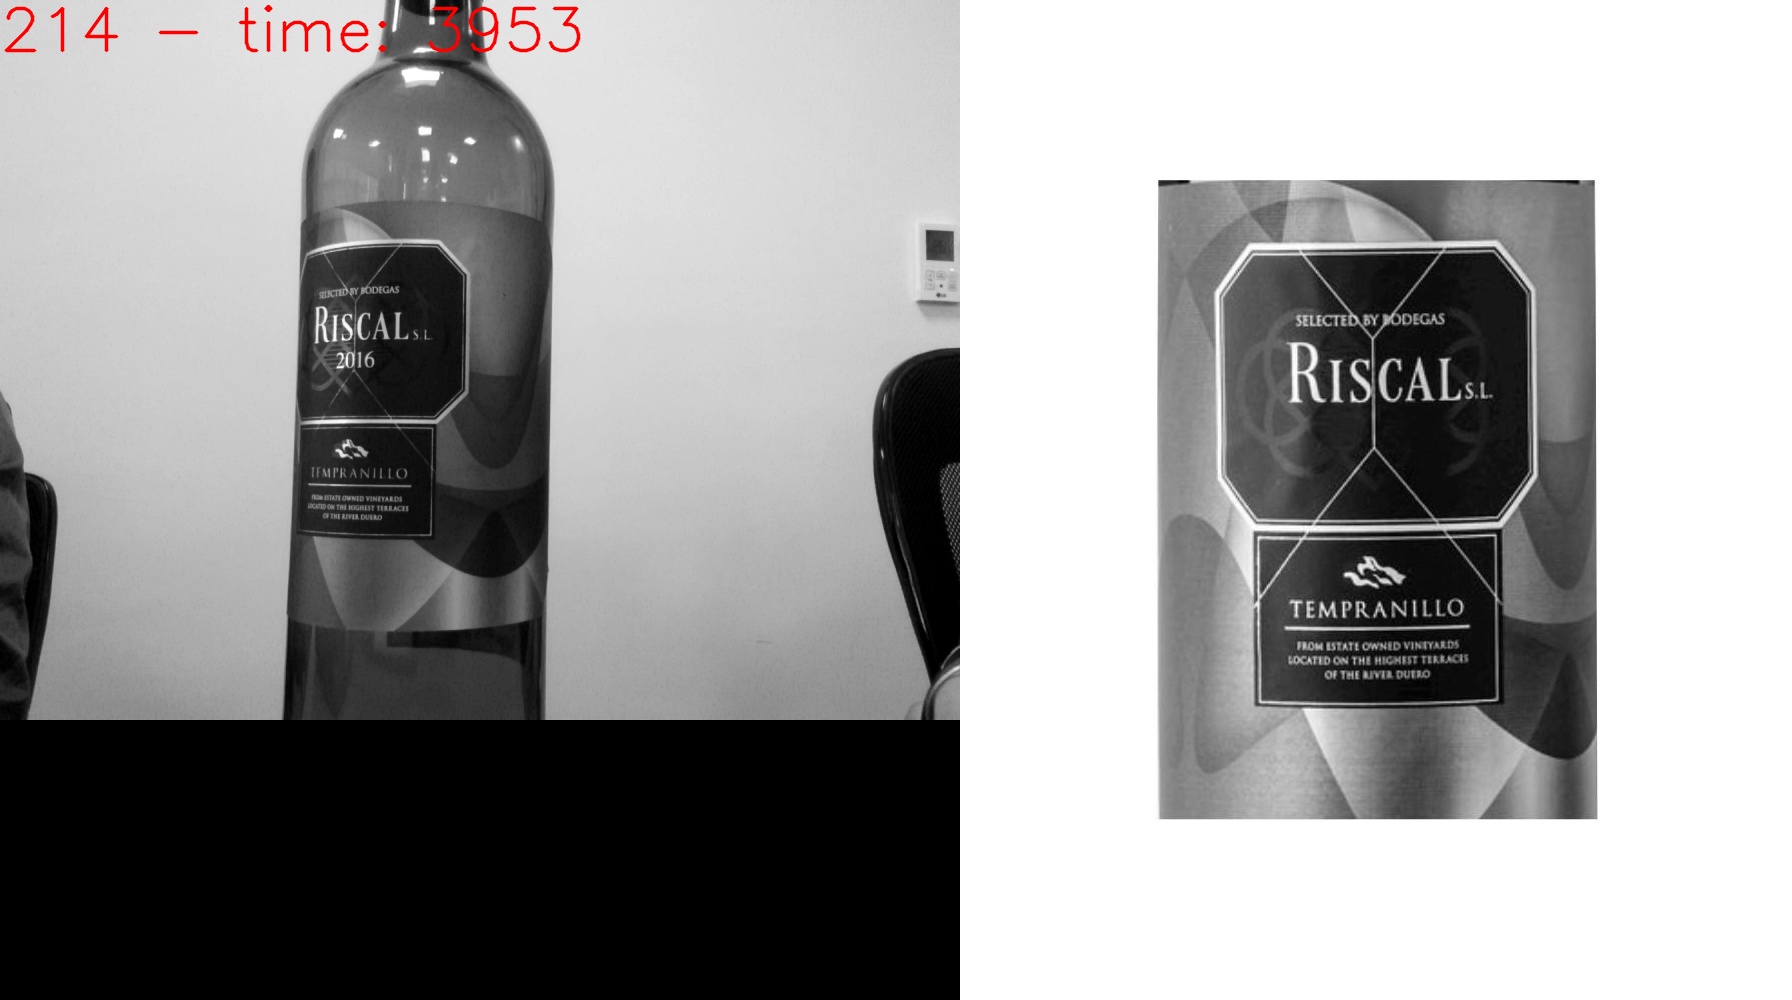 214 - time: 3953
SELECTED BY BODEGAS
RISCAL S.L.
2016
TEMPRANILLO
FROM ESTATE OWNED VINEYARDS
LOCATED ON THE HIGHEST TERRACES
OF THE RIVER DUERO
SELECTED BY BODEGAS
RISCAL S.L.
TEMPRANILLO
FROM ESTATE OWNED VINEYARDS
LOCATED ON THE HIGHEST TERRACES
OF THE RIVER DUERO